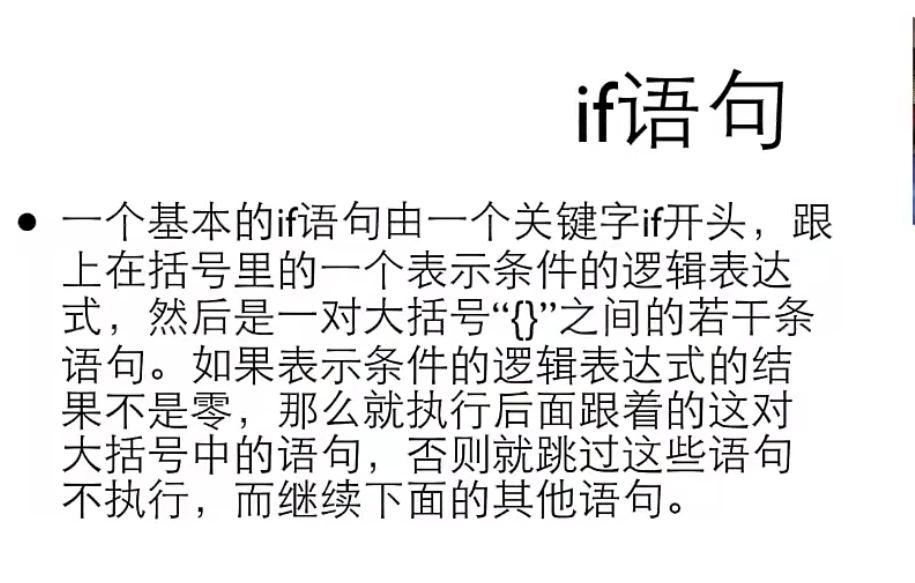 if语句
• 一个基本的if语句由一个关键字if开头，跟
上在括号里的一个表示条件的逻辑表达
式，然后是一对大括号“{}”之间的若干条
语句。如果表示条件的逻辑表达式的结
果不是零，那么就执行后面跟着的这对
大括号中的语句，否则就跳过这些语句
不执行，而继续下面的其他语句。